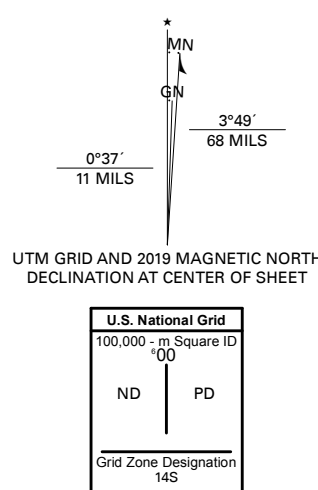 ★
MN
GN
3°49´
68 MILS
0°37´
11 MILS
UTM GRID AND 2019 MAGNETIC NORTH
DECLINATION AT CENTER OF SHEET
U.S. National Grid
100,000 - m Square ID
⁶00
ND PD
Grid Zone Designation
14S